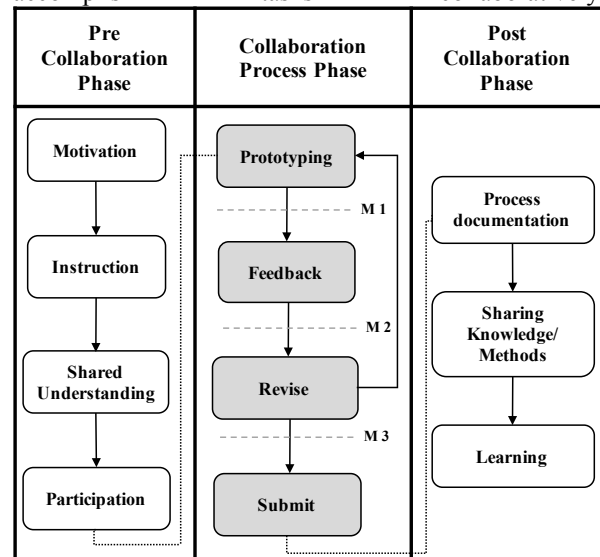 collaboratively
Pre
Collaboration
Phase
Collaboration
Process Phase
Post
Collaboration
Phase
Motivation
Instruction
Shared
Understanding
Participation
Prototyping
M 1
Feedback
M 2
Revise
M 3
Submit
Process
documentation
Sharing
Knowledge/
Methods
Learning